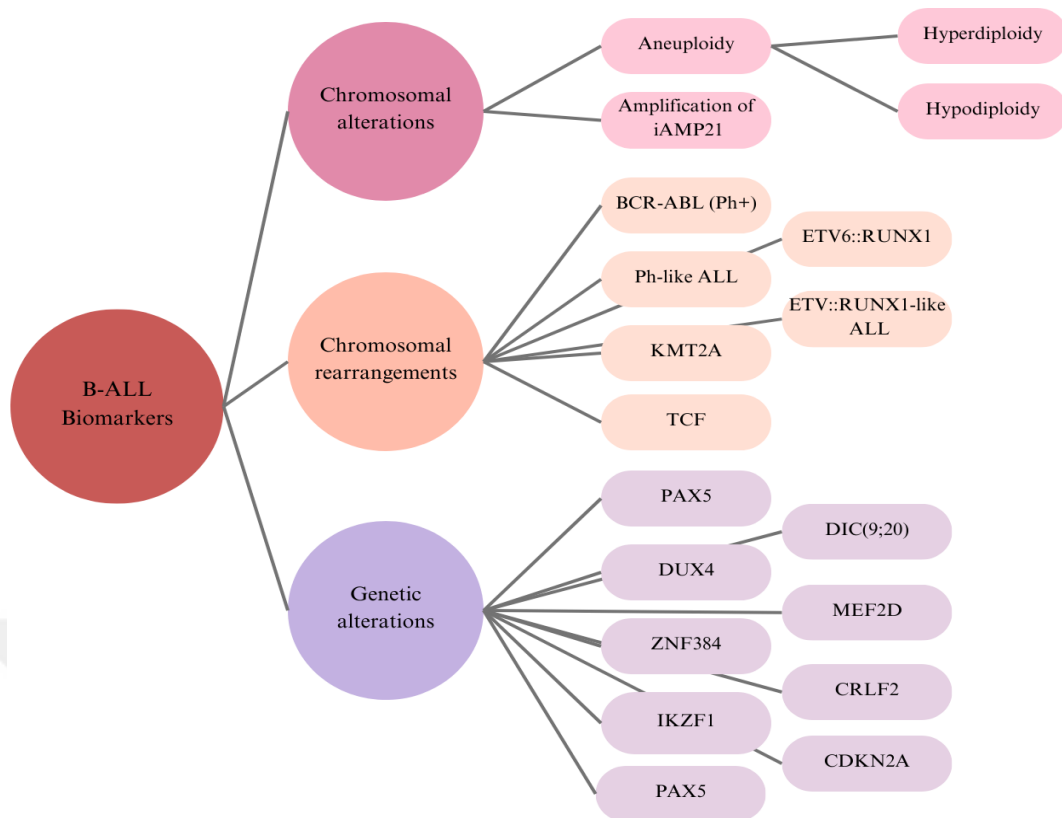 B-ALL
Biomarkers
Chromosomal
alterations
Aneuploidy
Hyperdiploidy
Hypodiploidy
Amplification of
iAMP21
Chromosomal
rearrangements
BCR-ABL (Ph+)
ETV6::RUNX1
Ph-like ALL
ETV::RUNX1-like
ALL
KMT2A
TCF
Genetic
alterations
PAX5
DIC(9;20)
DUX4
MEF2D
ZNF384
CRLF2
IKZF1
CDKN2A
PAX5